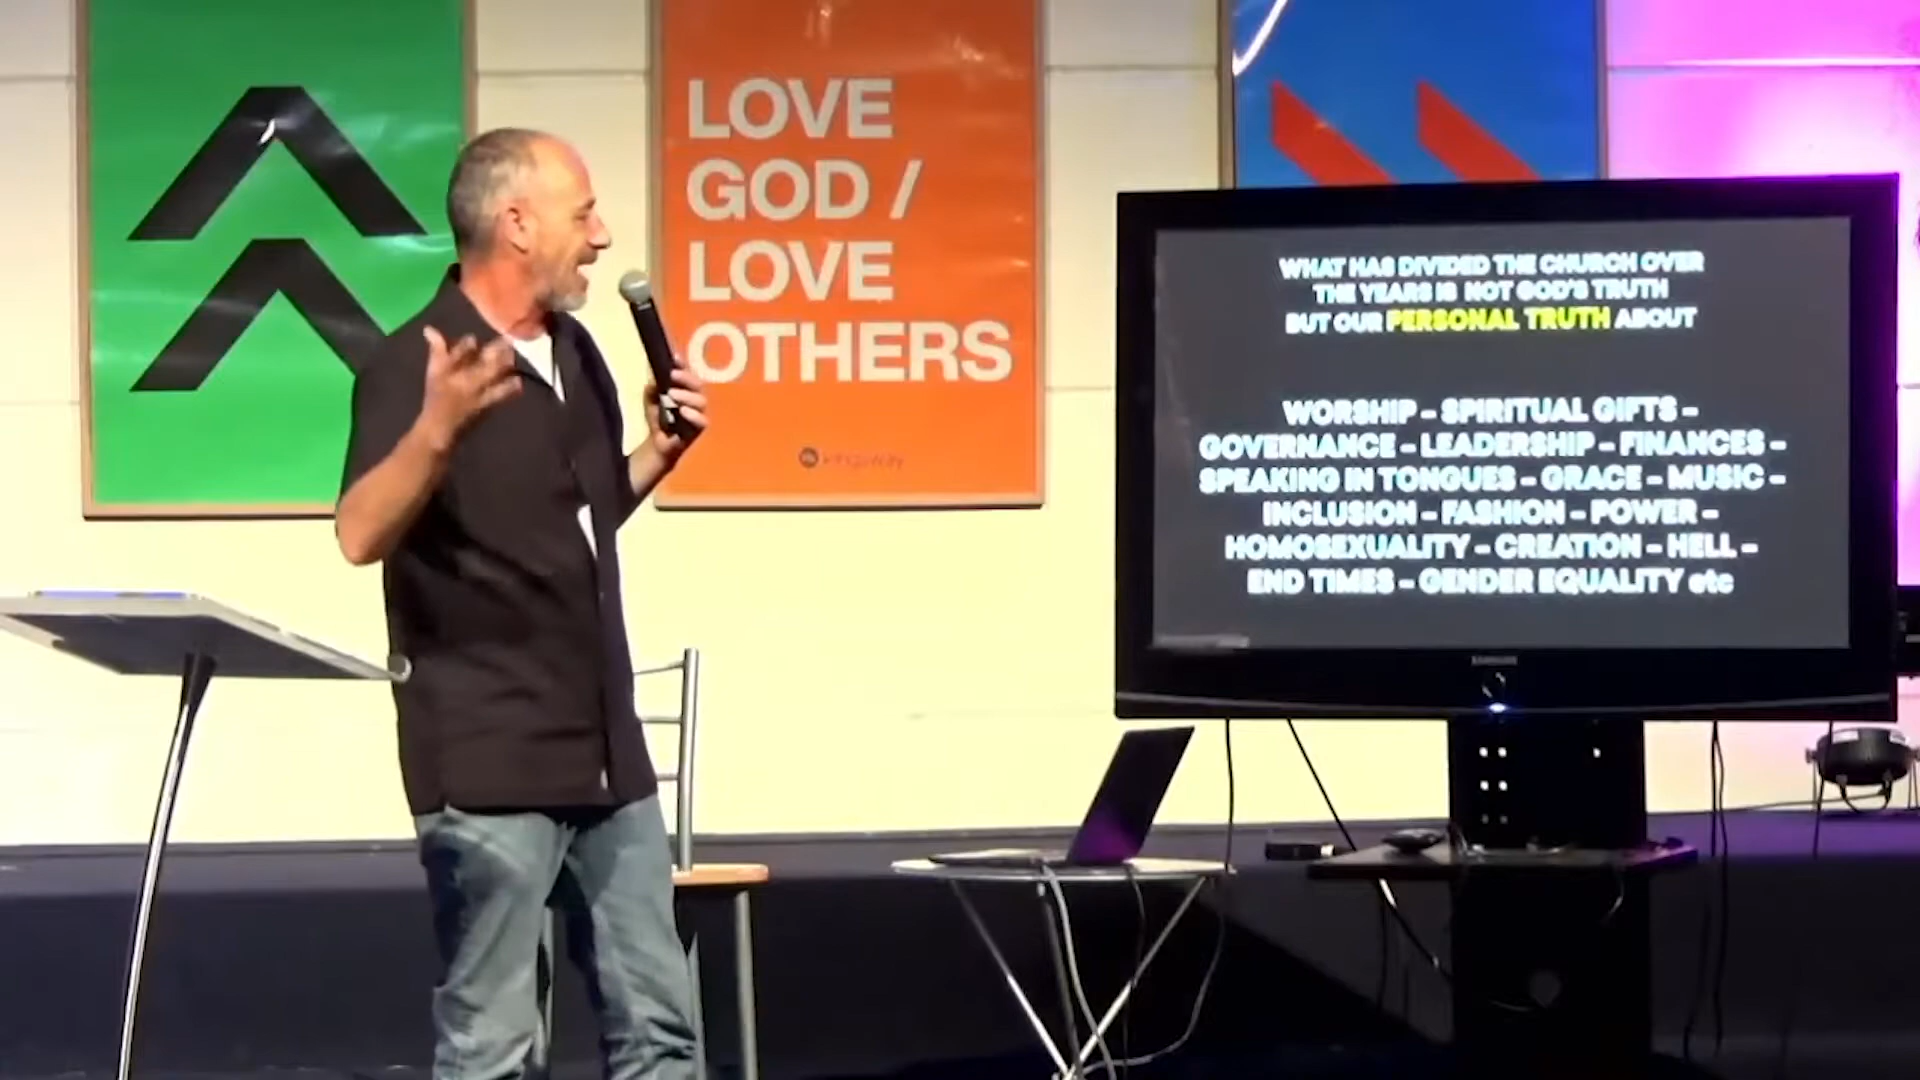 LOVE
GOD /
LOVE
OTHERS
WHAT HAS DIVIDED THE CHURCH OVER
THE YEARS IS NOT GOD'S TRUTH
BUT OUR PERSONAL TRUTH ABOUT
WORSHIP – SPIRITUAL GIFTS –
GOVERNANCE – LEADERSHIP – FINANCES –
SPEAKING IN TONGUES – GRACE – MUSIC –
INCLUSION – FASHION – POWER –
HOMOSEXUALITY – CREATION – HELL –
END TIMES – GENDER EQUALITY etc
SAMSUNG